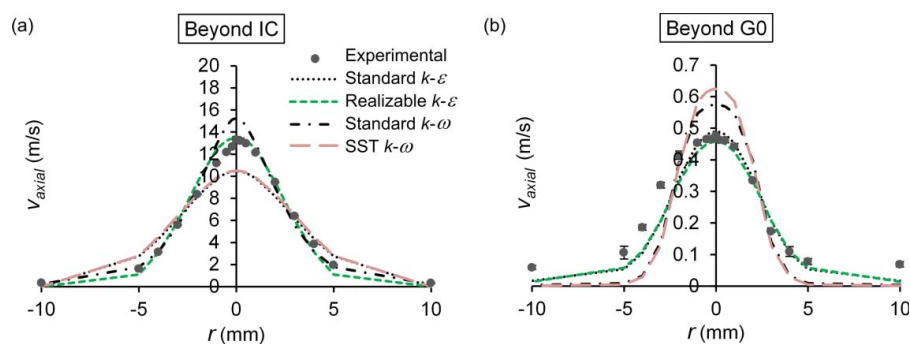 (a)
Beyond IC
Experimental
Standard k-ε
Realizable k-ε
Standard k-ω
SST k-ω
20
18
16
14
12
10
8
6
4
2
0
v_axial (m/s)
-10 -5 0 5 10
r (mm)
(b)
Beyond G0
0.7
0.6
0.5
0.4
0.3
0.2
0.1
0
v_axial (m/s)
-10 -5 0 5 10
r (mm)